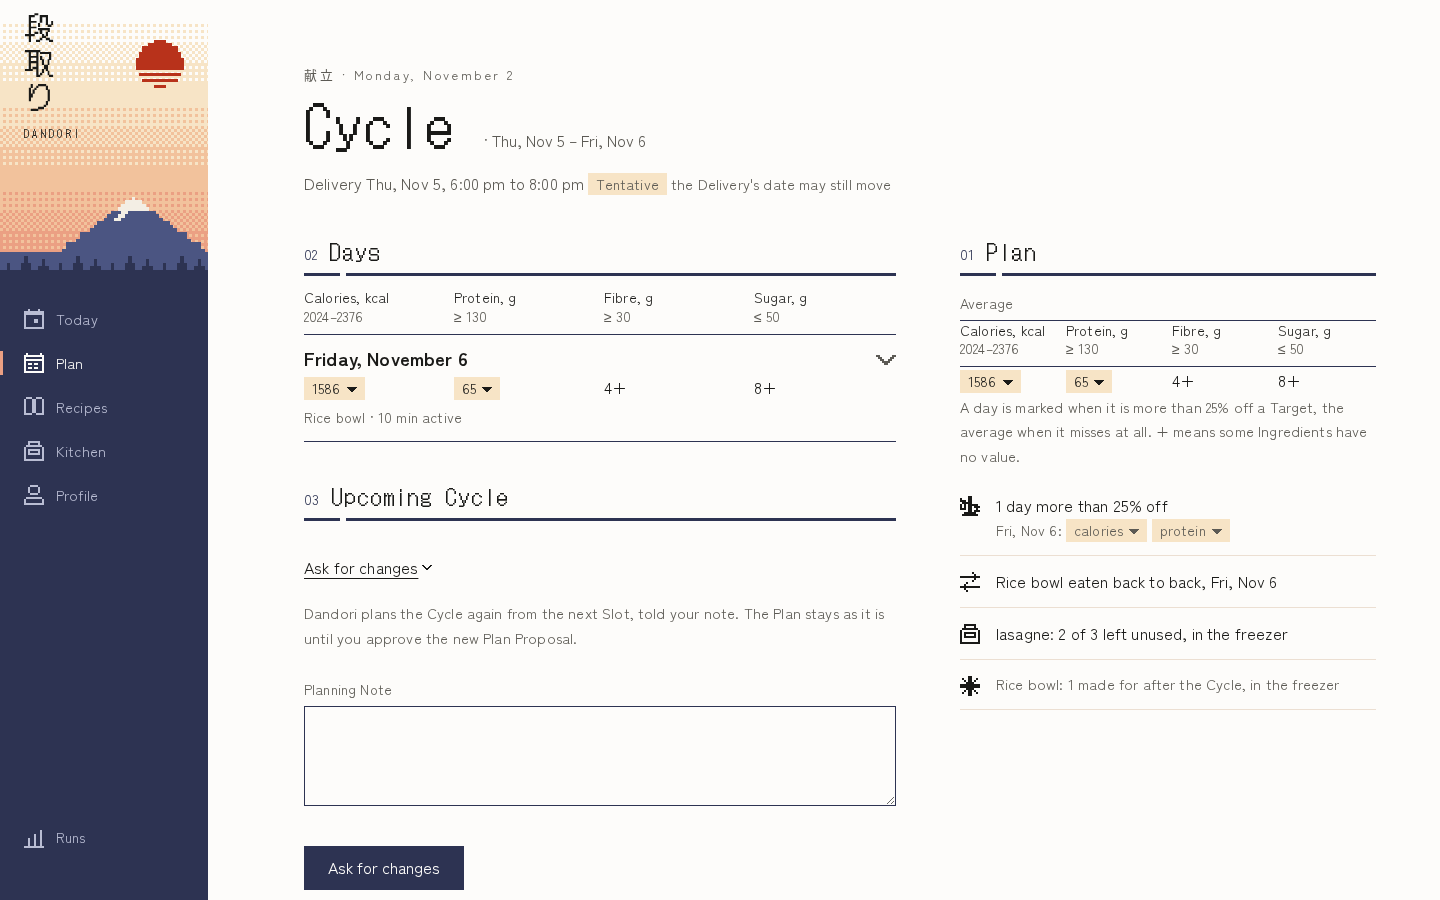 段取り
DANDORI
Today
Plan
Recipes
Kitchen
Profile
Runs
献立 · Monday, November 2
Cycle · Thu, Nov 5 – Fri, Nov 6
Delivery Thu, Nov 5, 6:00 pm to 8:00 pm Tentative the Delivery's date may still move
02 Days
Calories, kcal Protein, g Fibre, g Sugar, g
2024–2376 ≥ 130 ≥ 30 ≤ 50
Friday, November 6
1586 65 4+ 8+
Rice bowl · 10 min active
03 Upcoming Cycle
Ask for changes
Dandori plans the Cycle again from the next Slot, told your note. The Plan stays as it is
until you approve the new Plan Proposal.
Planning Note
Ask for changes
01 Plan
Average
Calories, kcal Protein, g Fibre, g Sugar, g
2024–2376 ≥ 130 ≥ 30 ≤ 50
1586 65 4+ 8+
A day is marked when it is more than 25% off a Target, the
average when it misses at all. + means some Ingredients have
no value.
1 day more than 25% off
Fri, Nov 6: calories protein
Rice bowl eaten back to back, Fri, Nov 6
lasagne: 2 of 3 left unused, in the freezer
Rice bowl: 1 made for after the Cycle, in the freezer